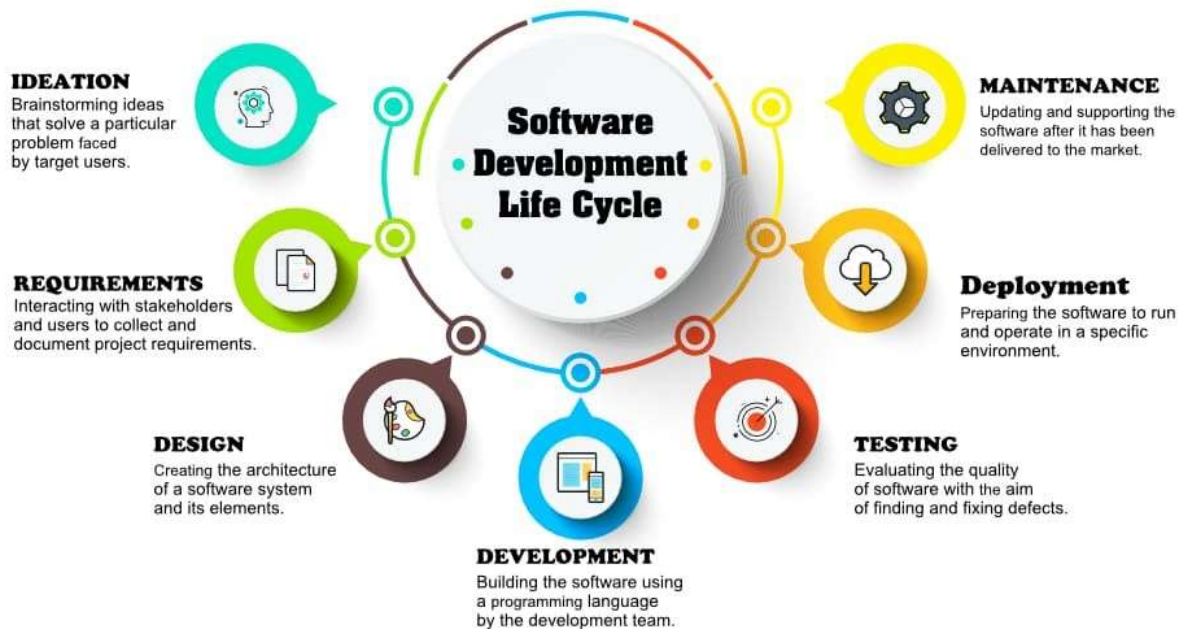 Software
Development
Life Cycle
IDEATION
Brainstorming ideas
that solve a particular
problem faced
by target users.
REQUIREMENTS
Interacting with stakeholders
and users to collect and
document project requirements.
DESIGN
Creating the architecture
of a software system
and its elements.
DEVELOPMENT
Building the software using
a programming language
by the development team.
TESTING
Evaluating the quality
of software with the aim
of finding and fixing defects.
Deployment
Preparing the software to run
and operate in a specific
environment.
MAINTENANCE
Updating and supporting the
software after it has been
delivered to the market.